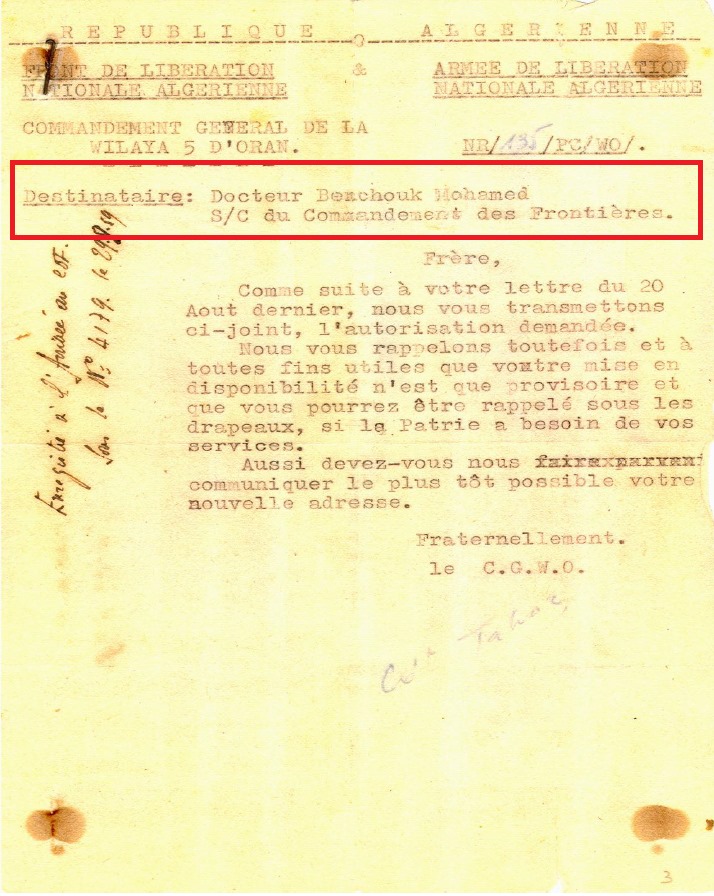 REPUBLIQUE ALGERIENNE
FRONT DE LIBERATION & ARMEE DE LIBERATION
NATIONALE ALGERIENNE NATIONALE ALGERIENNE
COMMANDEMENT GENERAL DE LA
WILAYA 5 D'ORAN.
NR/135/PC/WO/.
Destinataire: Docteur Benchouk Mohamed
S/C du Commandement des Frontières.
Frère,
Comme suite à votre lettre du 20
Aout dernier, nous vous transmettons
ci-joint, l'autorisation demandée.
Nous vous rappelons toutefois et à
toutes fins utiles que voxtre mise en
disponibilité n'est que provisoire et
que vous pourrez être rappelé sous les
drapeaux, si la Patrie a besoin de vos
services.
Aussi devez-vous nous
communiquer le plus tôt possible votre
nouvelle adresse.
Fraternellement.
le C.G.W.O.
Tahar
Enregistré à l'arrivée au
Sous le N° 4179. le
3